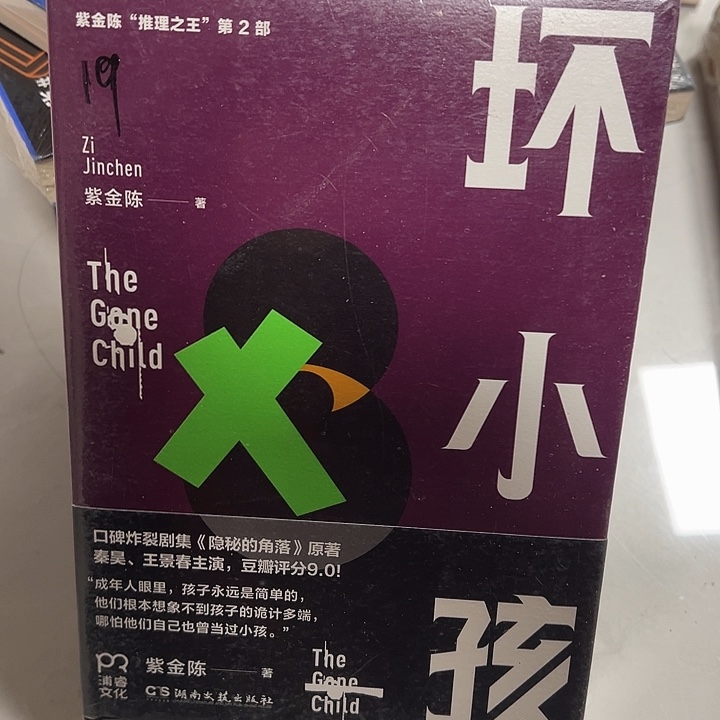 紫金陈“推理之王”第2部
19
Zi
Jinchen
紫金陈 —— 著
The
Gone
Child
坏
小
孩
口碑炸裂剧集《隐秘的角落》原著
秦昊、王景春主演，豆瓣评分9.0!
“成年人眼里，孩子永远是简单的，
他们根本想象不到孩子的诡计多端，
哪怕他们自己也曾当过小孩。”
浦睿
文化
紫金陈 —— 著
湖南文艺出版社
The
Gone
Child